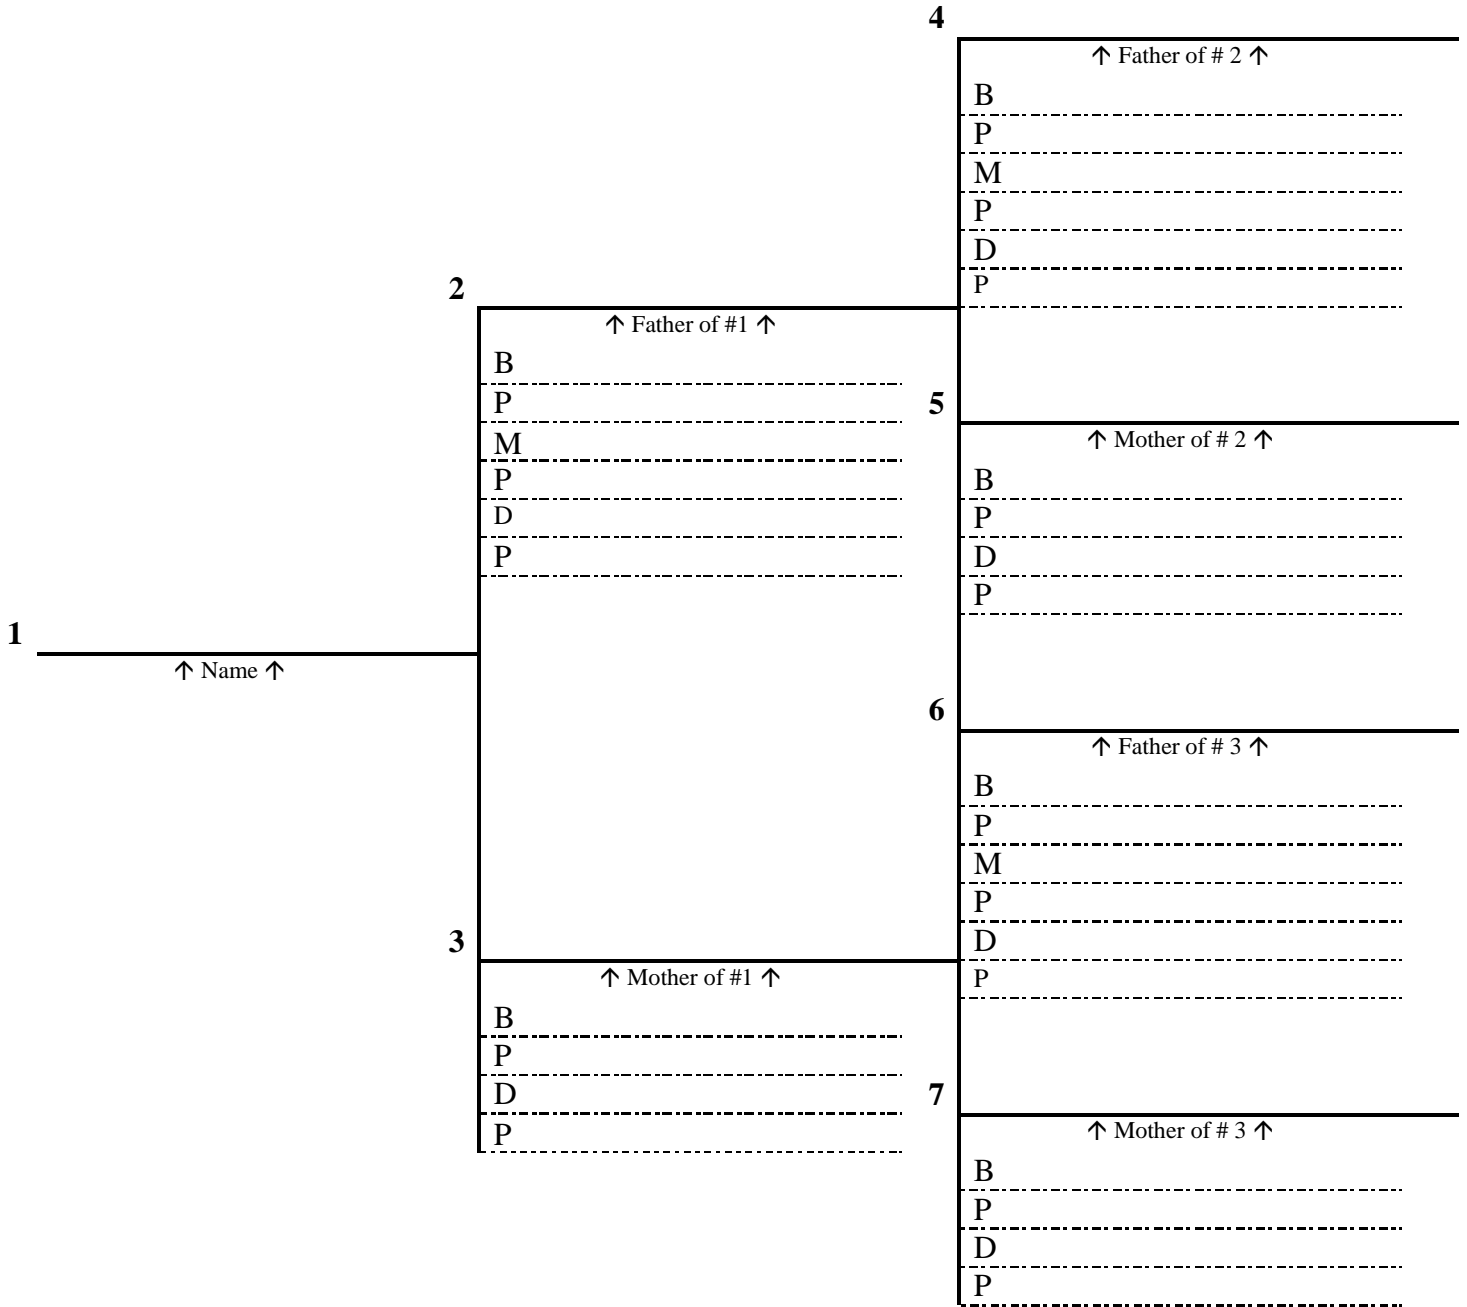 4
↑ Father of # 2 ↑
B
P
M
P
D
P
2
↑ Father of #1 ↑
B
P
M
P
D
P
5
↑ Mother of # 2 ↑
B
P
D
P
1
↑ Name ↑
6
↑ Father of # 3 ↑
B
P
M
P
D
P
3
↑ Mother of #1 ↑
B
P
D
P
7
↑ Mother of # 3 ↑
B
P
D
P